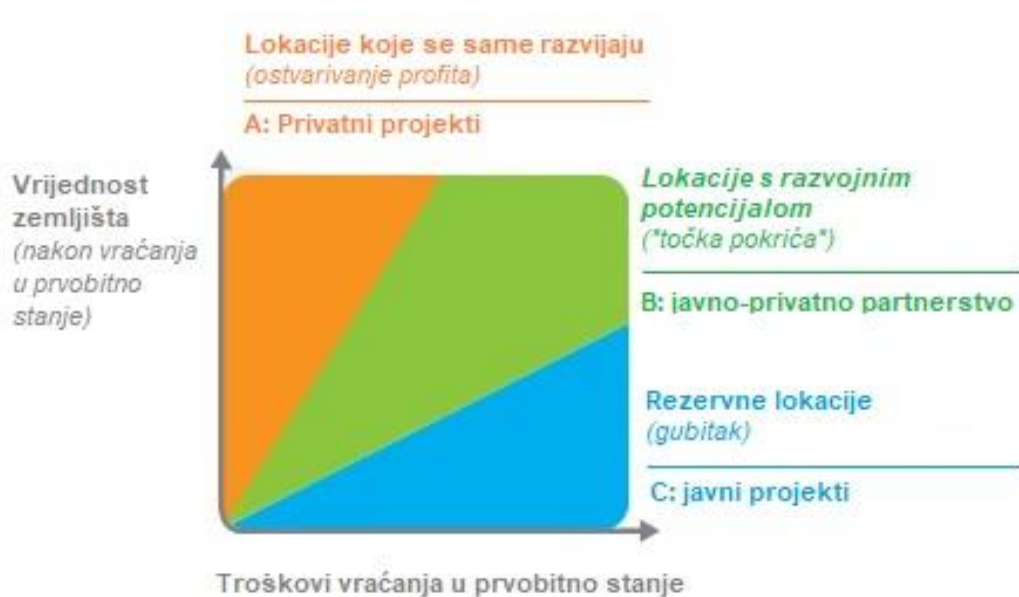 Lokacije koje se same razvijaju
(ostvarivanje profita)
A: Privatni projekti
Vrijednost
zemljišta
(nakon vraćanja
u prvobitno
stanje)
Lokacije s razvojnim
potencijalom
("točka pokrića")
B: javno-privatno partnerstvo
Rezervne lokacije
(gubitak)
C: javni projekti
Troškovi vraćanja u prvobitno stanje